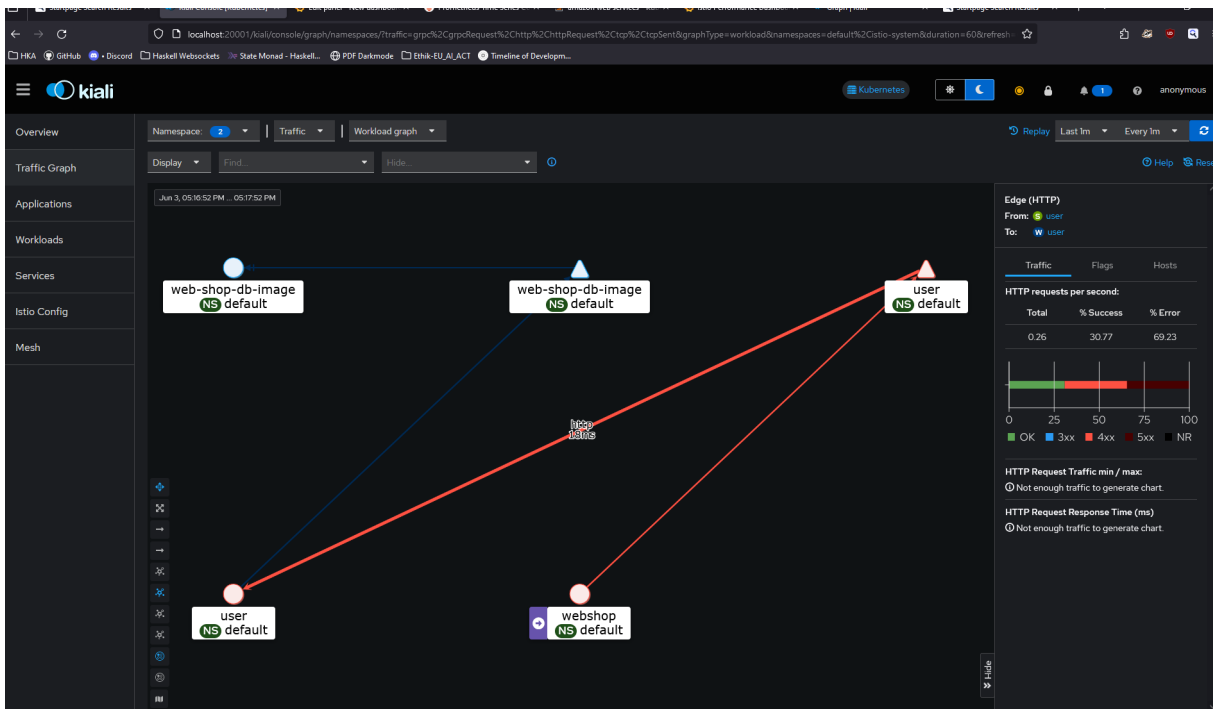 localhost:20001/kiali/console/graph/namespaces/?traffic=grpc%2CgrpcRequest%2Chttp%2ChttpRequest%2Ctcp%2CtcpSent&graphType=workload&namespaces=default%2Cistio-system&duration=60&refresh=
HKA GitHub Discord Haskell Websockets State Monad - Haskell... PDF Darkmode Ethik-EU_AI_ACT Timeline of Developm...
kiali Kubernetes 1 anonymous
Overview
Traffic Graph
Applications
Workloads
Services
Istio Config
Mesh
Namespace: 2 Traffic Workload graph Replay Last 1m Every 1m
Display Find... Hide... Help Rese
Jun 3, 05:16:52 PM ... 05:17:52 PM
web-shop-db-image
NS default
web-shop-db-image
NS default
user
NS default
http
18ms
user
NS default
webshop
NS default
Hide
Edge (HTTP)
From: S user
To: W user
Traffic Flags Hosts
HTTP requests per second:
Total % Success % Error
0.26 30.77 69.23
0 25 50 75 100
OK 3xx 4xx 5xx NR
HTTP Request Traffic min / max:
Not enough traffic to generate chart.
HTTP Request Response Time (ms)
Not enough traffic to generate chart.